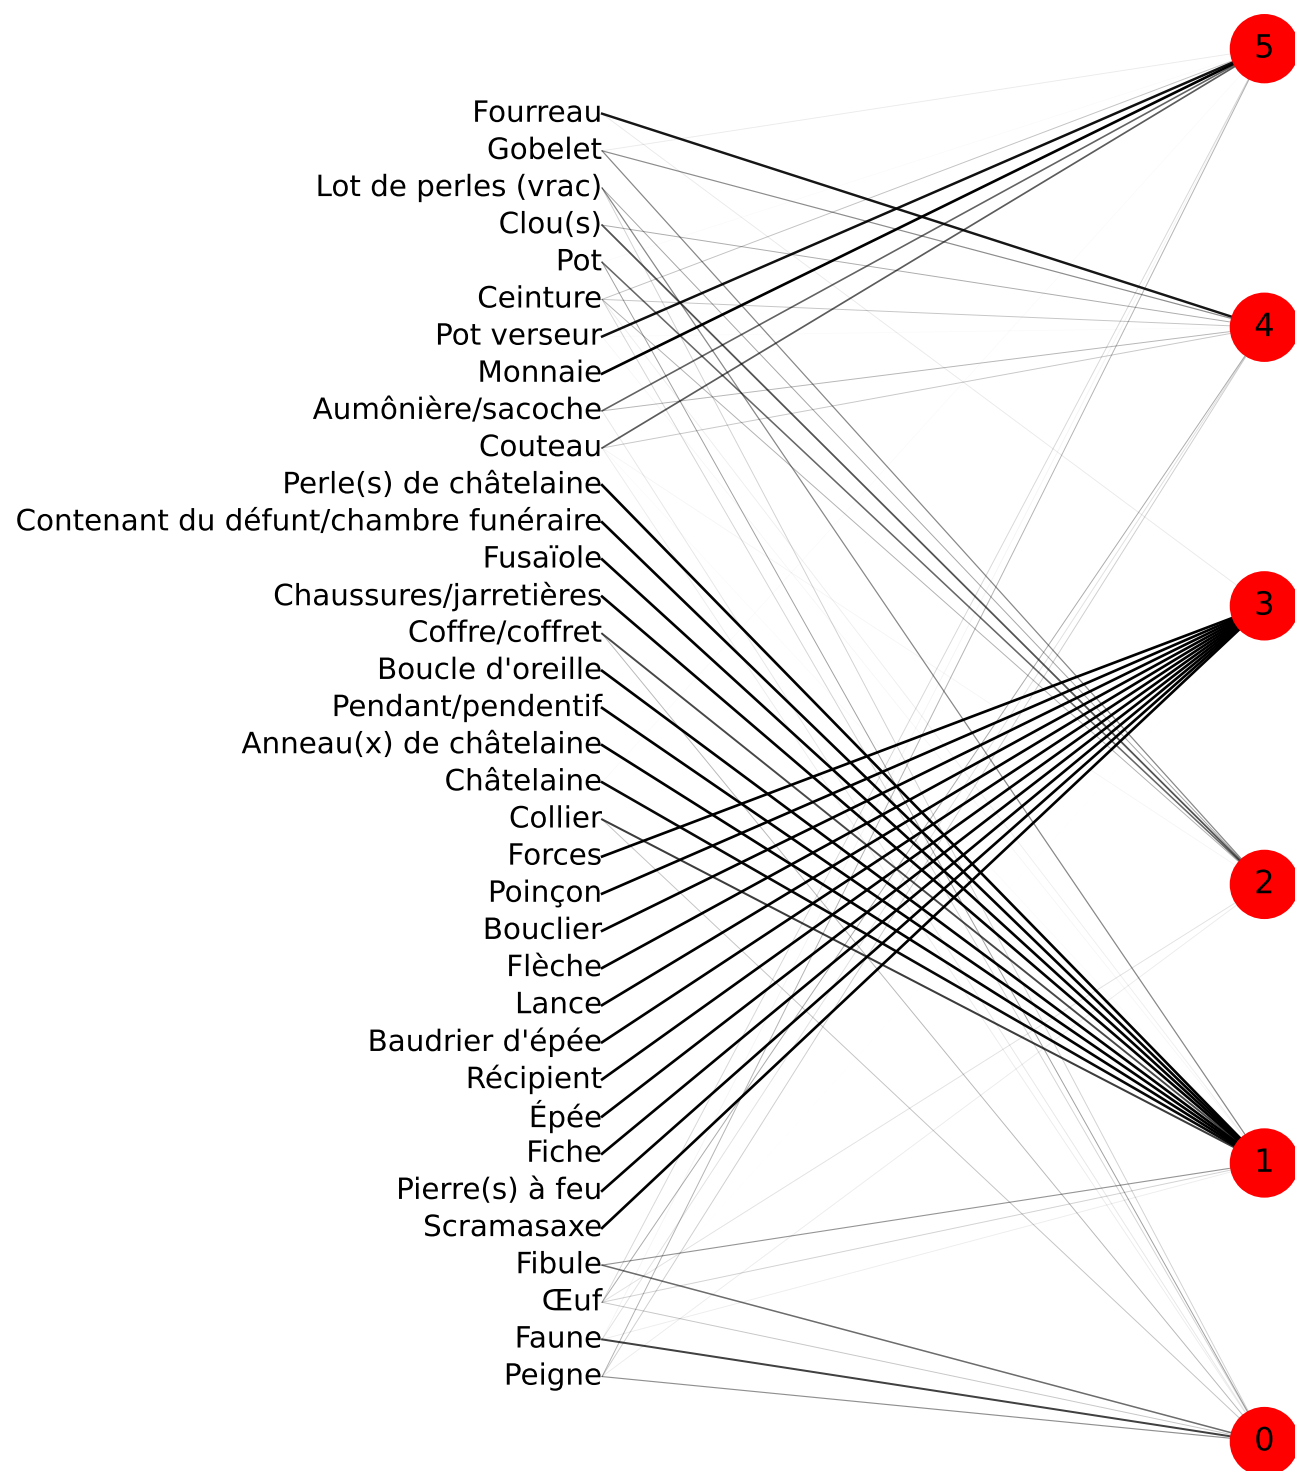 Fourreau
Gobelet
Lot de perles (vrac)
Clou(s)
Pot
Ceinture
Pot verseur
Monnaie
Aumônière/sacoche
Couteau
Perle(s) de châtelaine
Contenant du défunt/chambre funéraire
Fusaïole
Chaussures/jarretières
Coffre/coffret
Boucle d'oreille
Pendant/pendentif
Anneau(x) de châtelaine
Châtelaine
Collier
Forces
Poinçon
Bouclier
Flèche
Lance
Baudrier d'épée
Récipient
Épée
Fiche
Pierre(s) à feu
Scramasaxe
Fibule
Œuf
Faune
Peigne
5
4
3
2
1
0